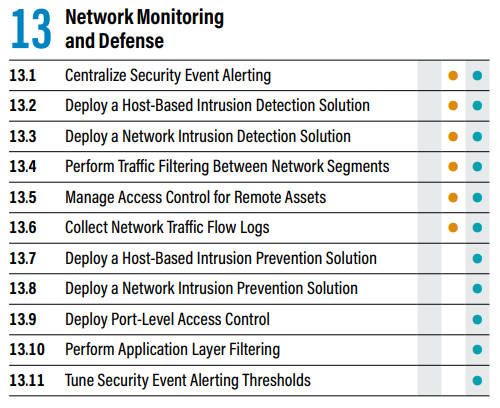 13 Network Monitoring
and Defense
13.1 Centralize Security Event Alerting
13.2 Deploy a Host-Based Intrusion Detection Solution
13.3 Deploy a Network Intrusion Detection Solution
13.4 Perform Traffic Filtering Between Network Segments
13.5 Manage Access Control for Remote Assets
13.6 Collect Network Traffic Flow Logs
13.7 Deploy a Host-Based Intrusion Prevention Solution
13.8 Deploy a Network Intrusion Prevention Solution
13.9 Deploy Port-Level Access Control
13.10 Perform Application Layer Filtering
13.11 Tune Security Event Alerting Thresholds